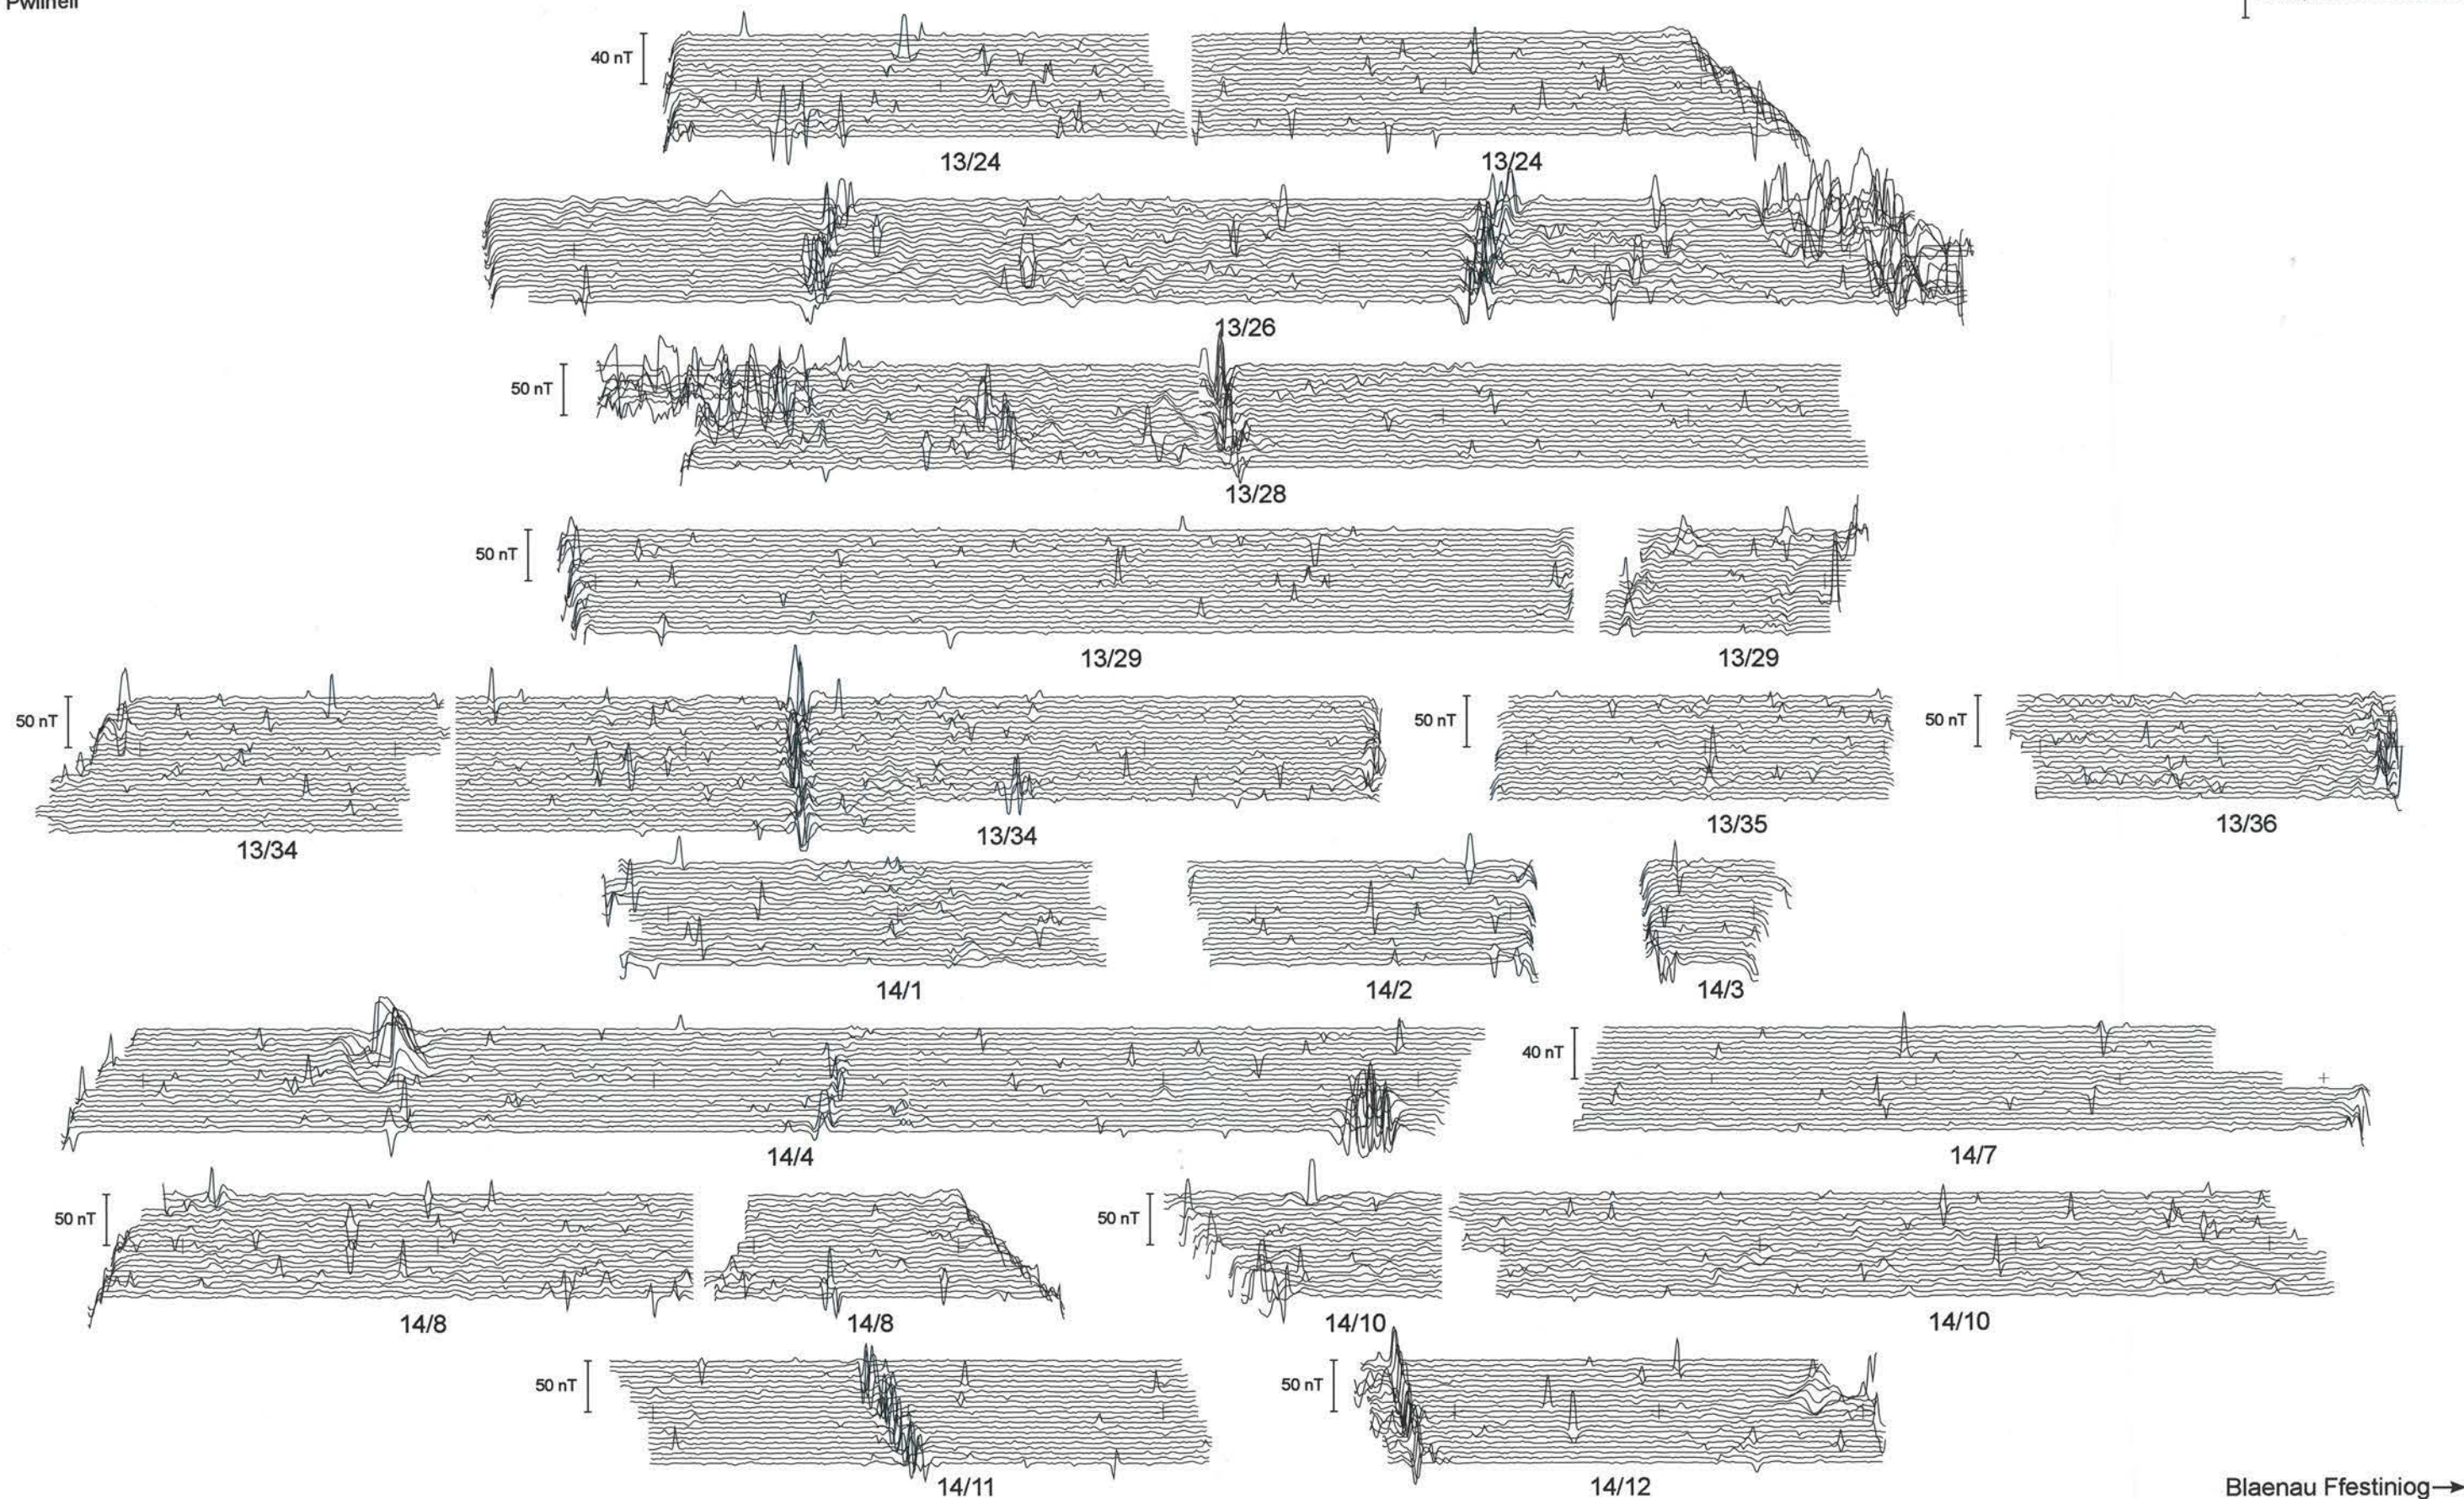 Pwllheli
40 nT
13/24
13/24
13/26
50 nT
13/28
50 nT
13/29
13/29
50 nT
13/34
13/34
50 nT
13/35
50 nT
13/36
14/1
14/2
14/3
14/4
40 nT
14/7
50 nT
14/8
14/8
50 nT
14/10
14/10
50 nT
14/11
50 nT
14/12
Blaenau Ffestiniog→